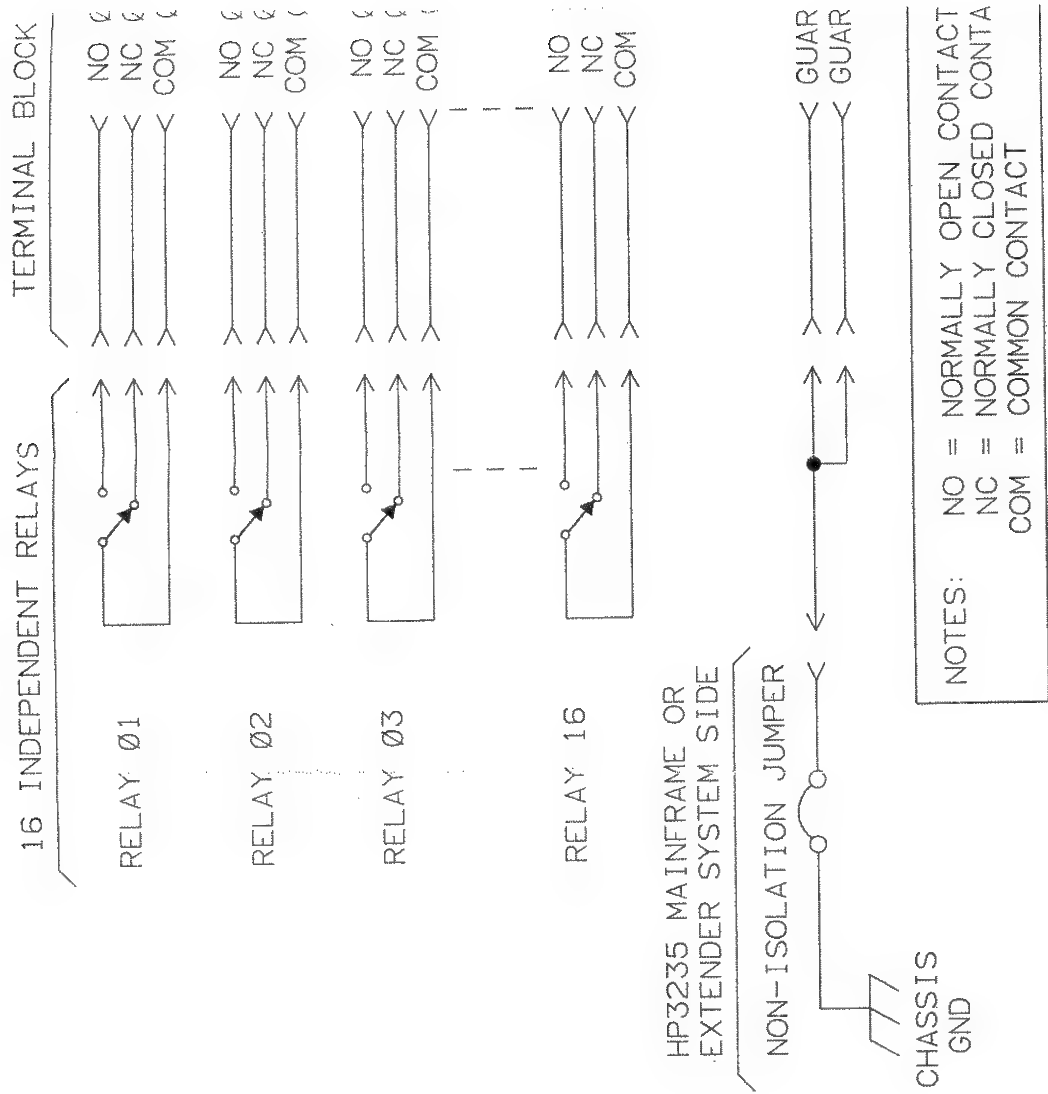 16 INDEPENDENT RELAYS
TERMINAL BLOCK
RELAY Ø1
NO
NC
COM
RELAY Ø2
NO
NC
COM
RELAY Ø3
NO
NC
COM
RELAY 16
NO
NC
COM
HP3235 MAINFRAME OR
EXTENDER SYSTEM SIDE
NON-ISOLATION JUMPER
GUAR
GUAR
CHASSIS
GND
NOTES: NO = NORMALLY OPEN CONTACT
NC = NORMALLY CLOSED CONTA
COM = COMMON CONTACT